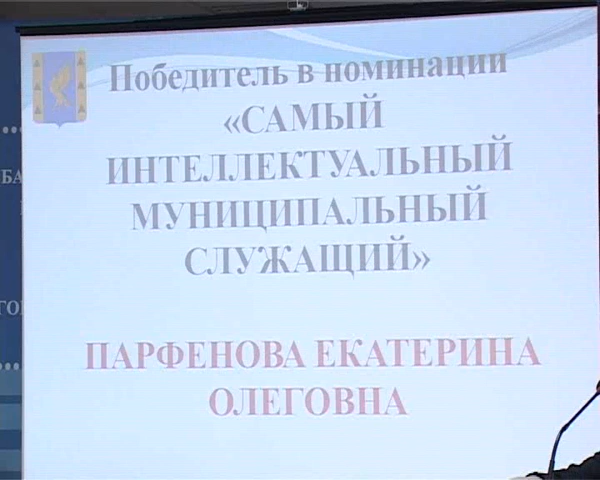 Победитель в номинации
«САМЫЙ
ИНТЕЛЛЕКТУАЛЬНЫЙ
МУНИЦИПАЛЬНЫЙ
СЛУЖАЩИЙ»
ПАРФЕНОВА ЕКАТЕРИНА
ОЛЕГОВНА